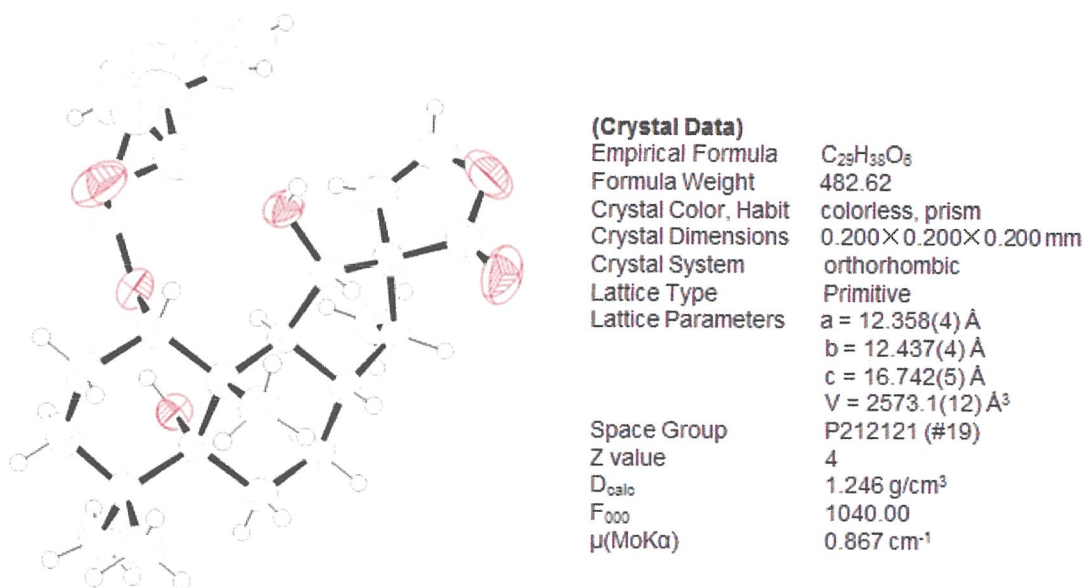 (Crystal Data)
Empirical Formula C₂₉H₃₈O₆
Formula Weight 482.62
Crystal Color, Habit colorless, prism
Crystal Dimensions 0.200×0.200×0.200 mm
Crystal System orthorhombic
Lattice Type Primitive
Lattice Parameters a = 12.358(4) Å
b = 12.437(4) Å
c = 16.742(5) Å
V = 2573.1(12) Å³
Space Group P212121 (#19)
Z value 4
D_calc 1.246 g/cm³
F₀₀₀ 1040.00
μ(MoKα) 0.867 cm⁻¹